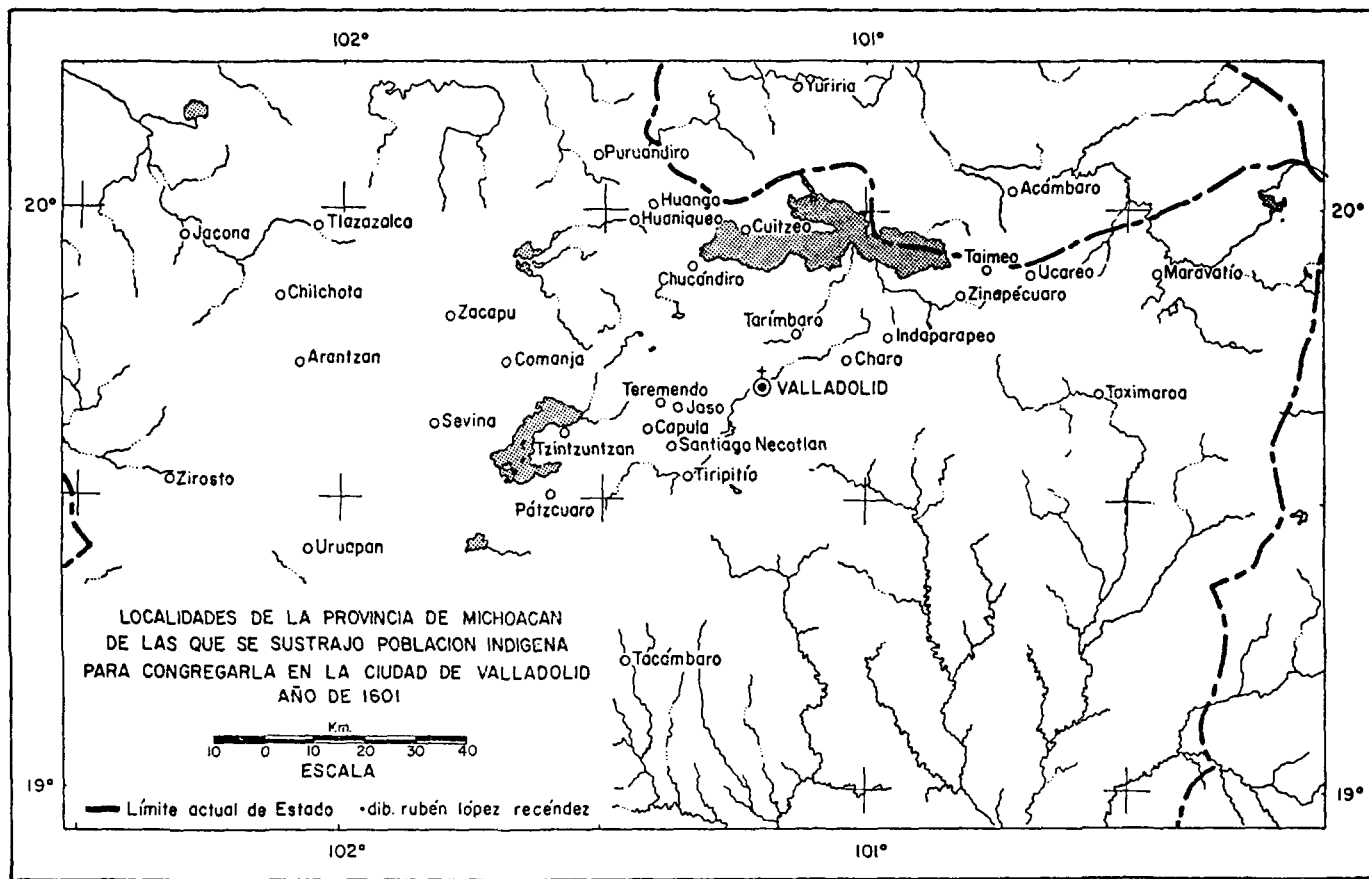 102°
101°
Yuriria
Puruandiro
Acámbaro
20°
Huango
20°
Tlazazalca
Huaniqueo
Jacona
Cuitzeo
Taimeo
Chucándiro
Ucareo
Maravatío
Chilchota
Zinapécuaro
Zacapu
Tarímbaro
Indaparapeo
Arantzan
Comanja
Charo
VALLADOLID
Teremendo
Taximaroa
Jaso
Sevina
Capula
Tzintzuntzan
Santiago Necotlan
Zirosto
Tiripitío
Pátzcuaro
Uruapan
LOCALIDADES DE LA PROVINCIA DE MICHOACAN
DE LAS QUE SE SUSTRAJO POBLACION INDIGENA
PARA CONGREGARLA EN LA CIUDAD DE VALLADOLID
AÑO DE 1601
Tacámbaro
Km.
10 0 10 20 30 40
ESCALA
19°
19°
Límite actual de Estado •dib. rubén lópez recéndez
102°
101°